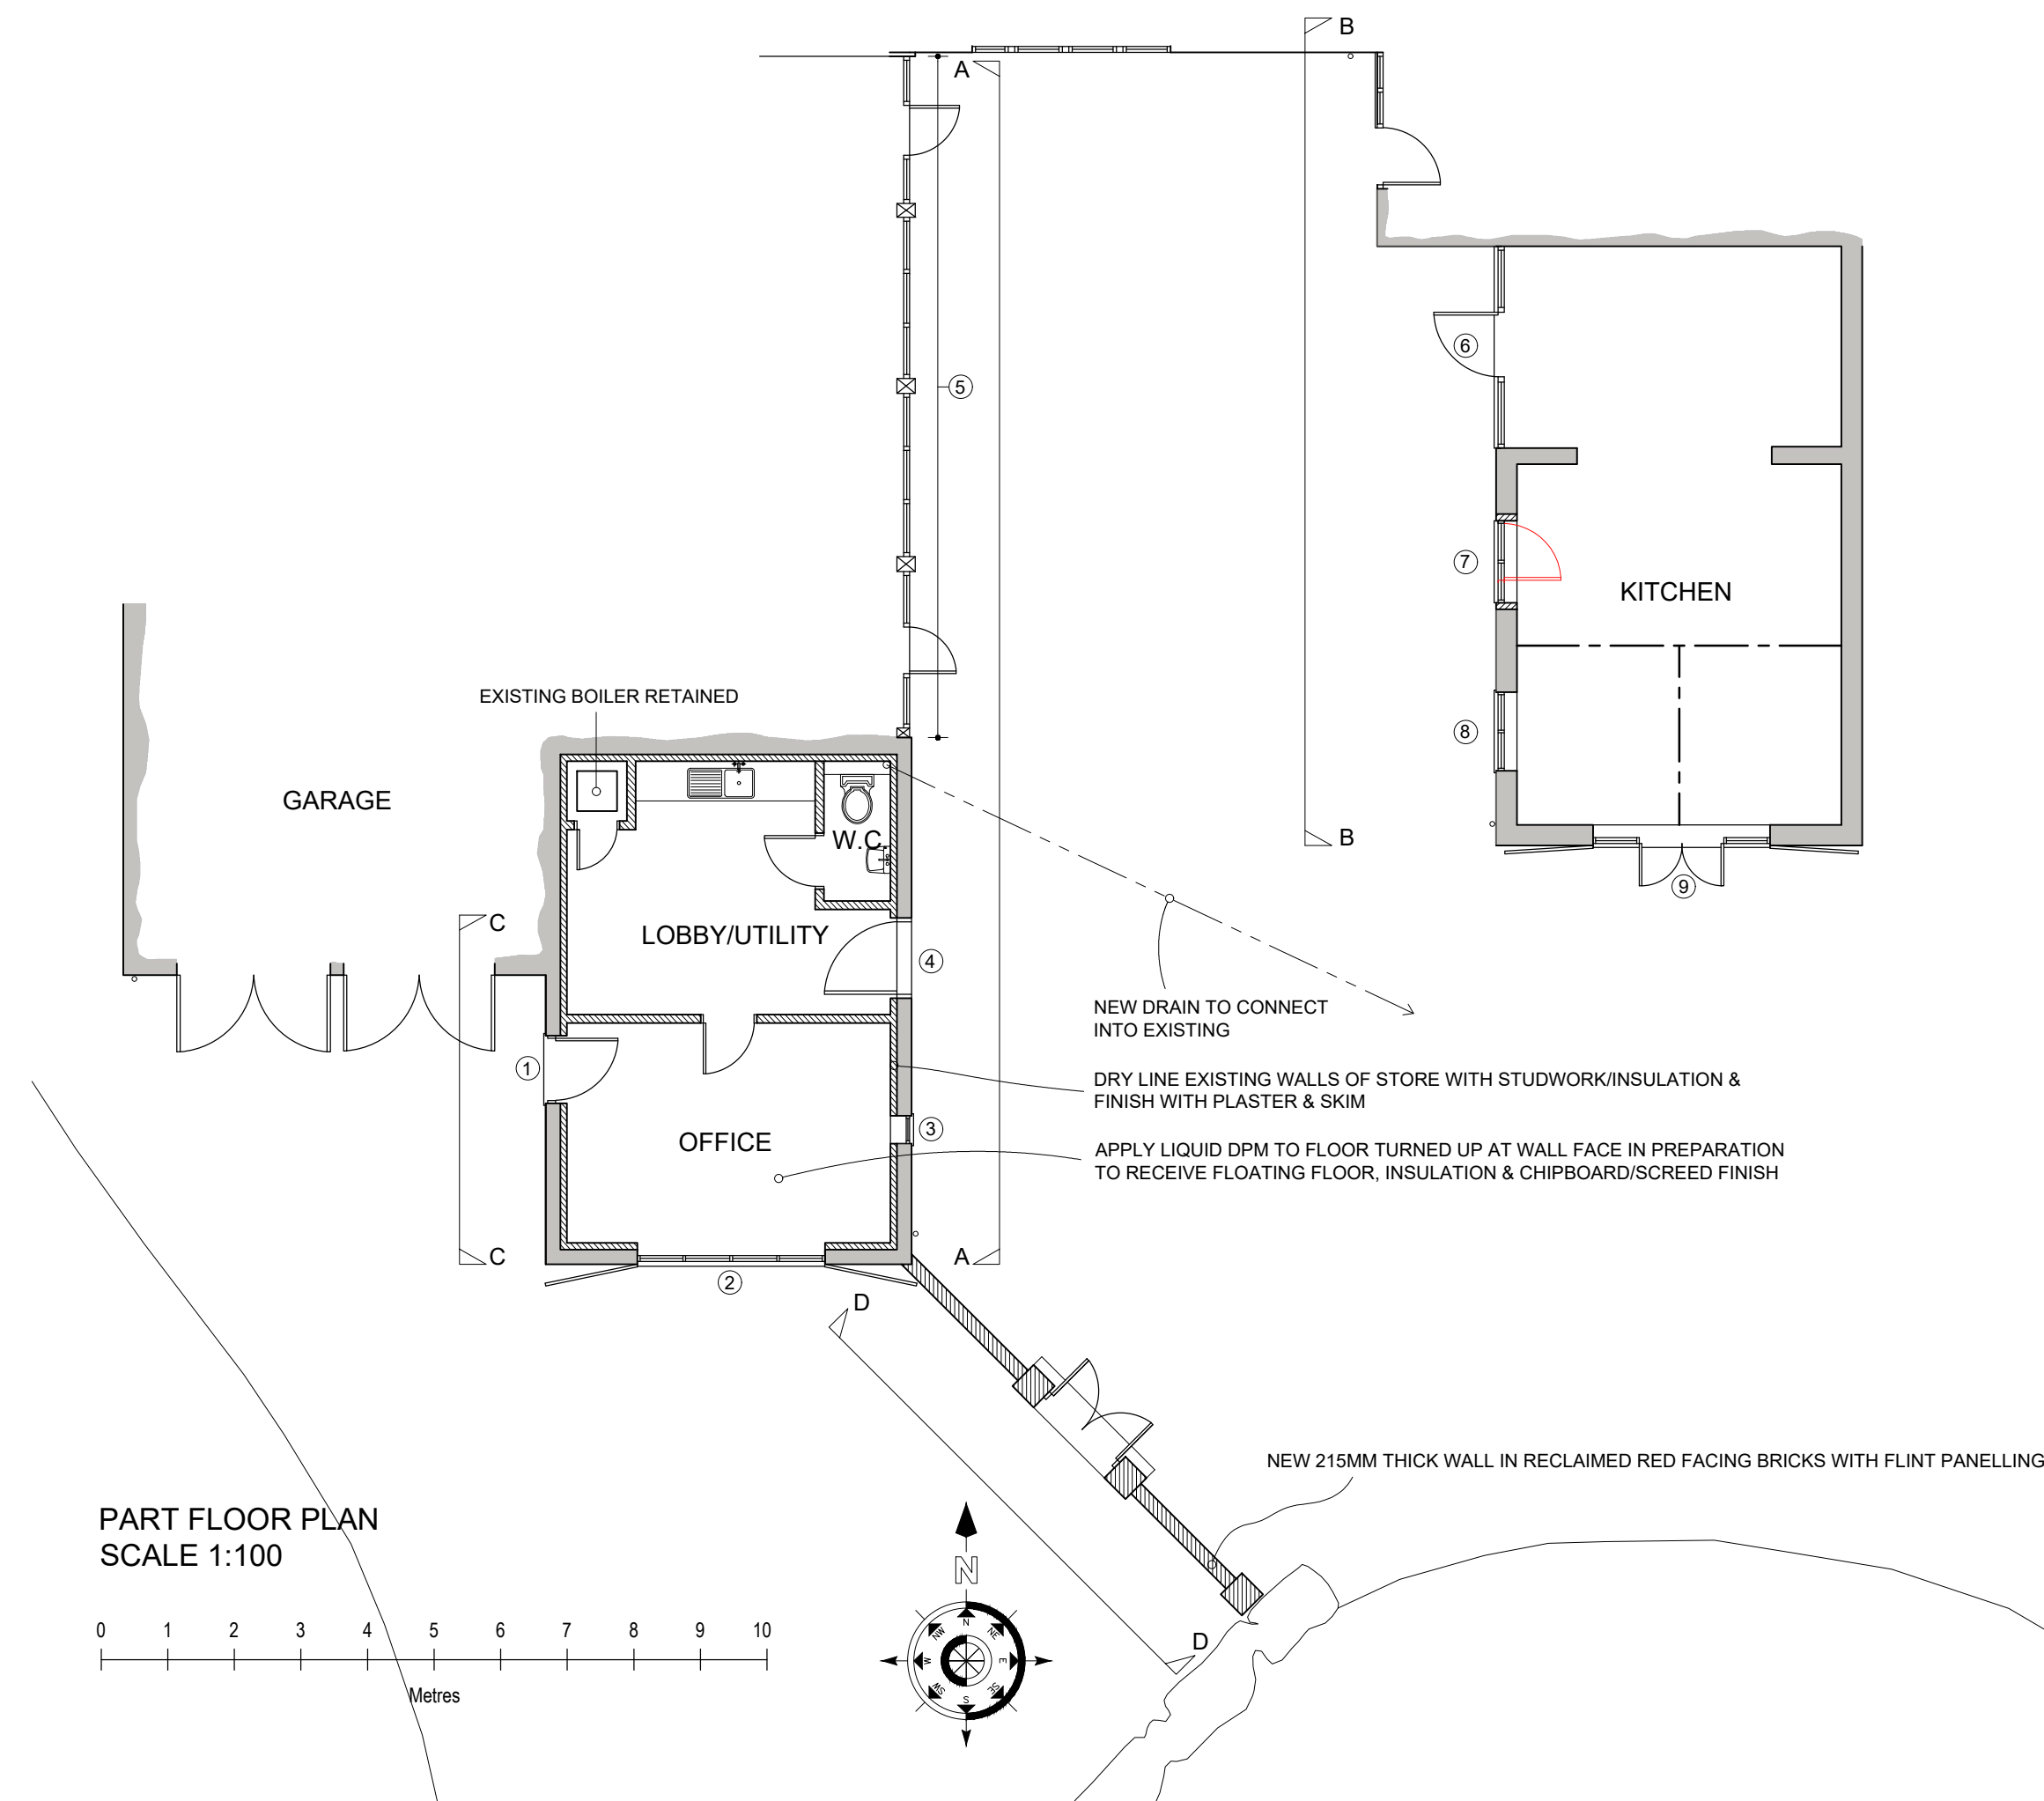 B
A
6
5
7
KITCHEN
EXISTING BOILER RETAINED
8
GARAGE
W.C.
B
9
C
LOBBY/UTILITY
4
NEW DRAIN TO CONNECT
INTO EXISTING
1
DRY LINE EXISTING WALLS OF STORE WITH STUDWORK/INSULATION &
FINISH WITH PLASTER & SKIM
3
OFFICE
APPLY LIQUID DPM TO FLOOR TURNED UP AT WALL FACE IN PREPARATION
TO RECEIVE FLOATING FLOOR, INSULATION & CHIPBOARD/SCREED FINISH
C
A
2
D
NEW 215MM THICK WALL IN RECLAIMED RED FACING BRICKS WITH FLINT PANELLING
PART FLOOR PLAN
SCALE 1:100
N
0 1 2 3 4 5 6 7 8 9 10
Metres
N
NE
E
SE
S
SW
W
NW
D